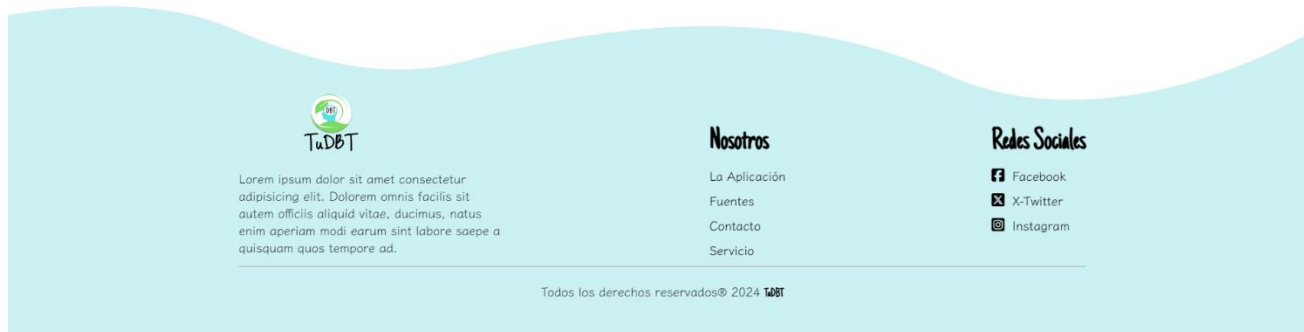 DBT
TuDBT
Lorem ipsum dolor sit amet consectetur
adipisicing elit. Dolorem omnis facilis sit
autem officiis aliquid vitae, ducimus, natus
enim aperiam modi earum sint labore saepe a
quisquam quos tempore ad.
Nosotros
La Aplicación
Fuentes
Contacto
Servicio
Redes Sociales
Facebook
X-Twitter
Instagram
Todos los derechos reservados® 2024 TuDBT